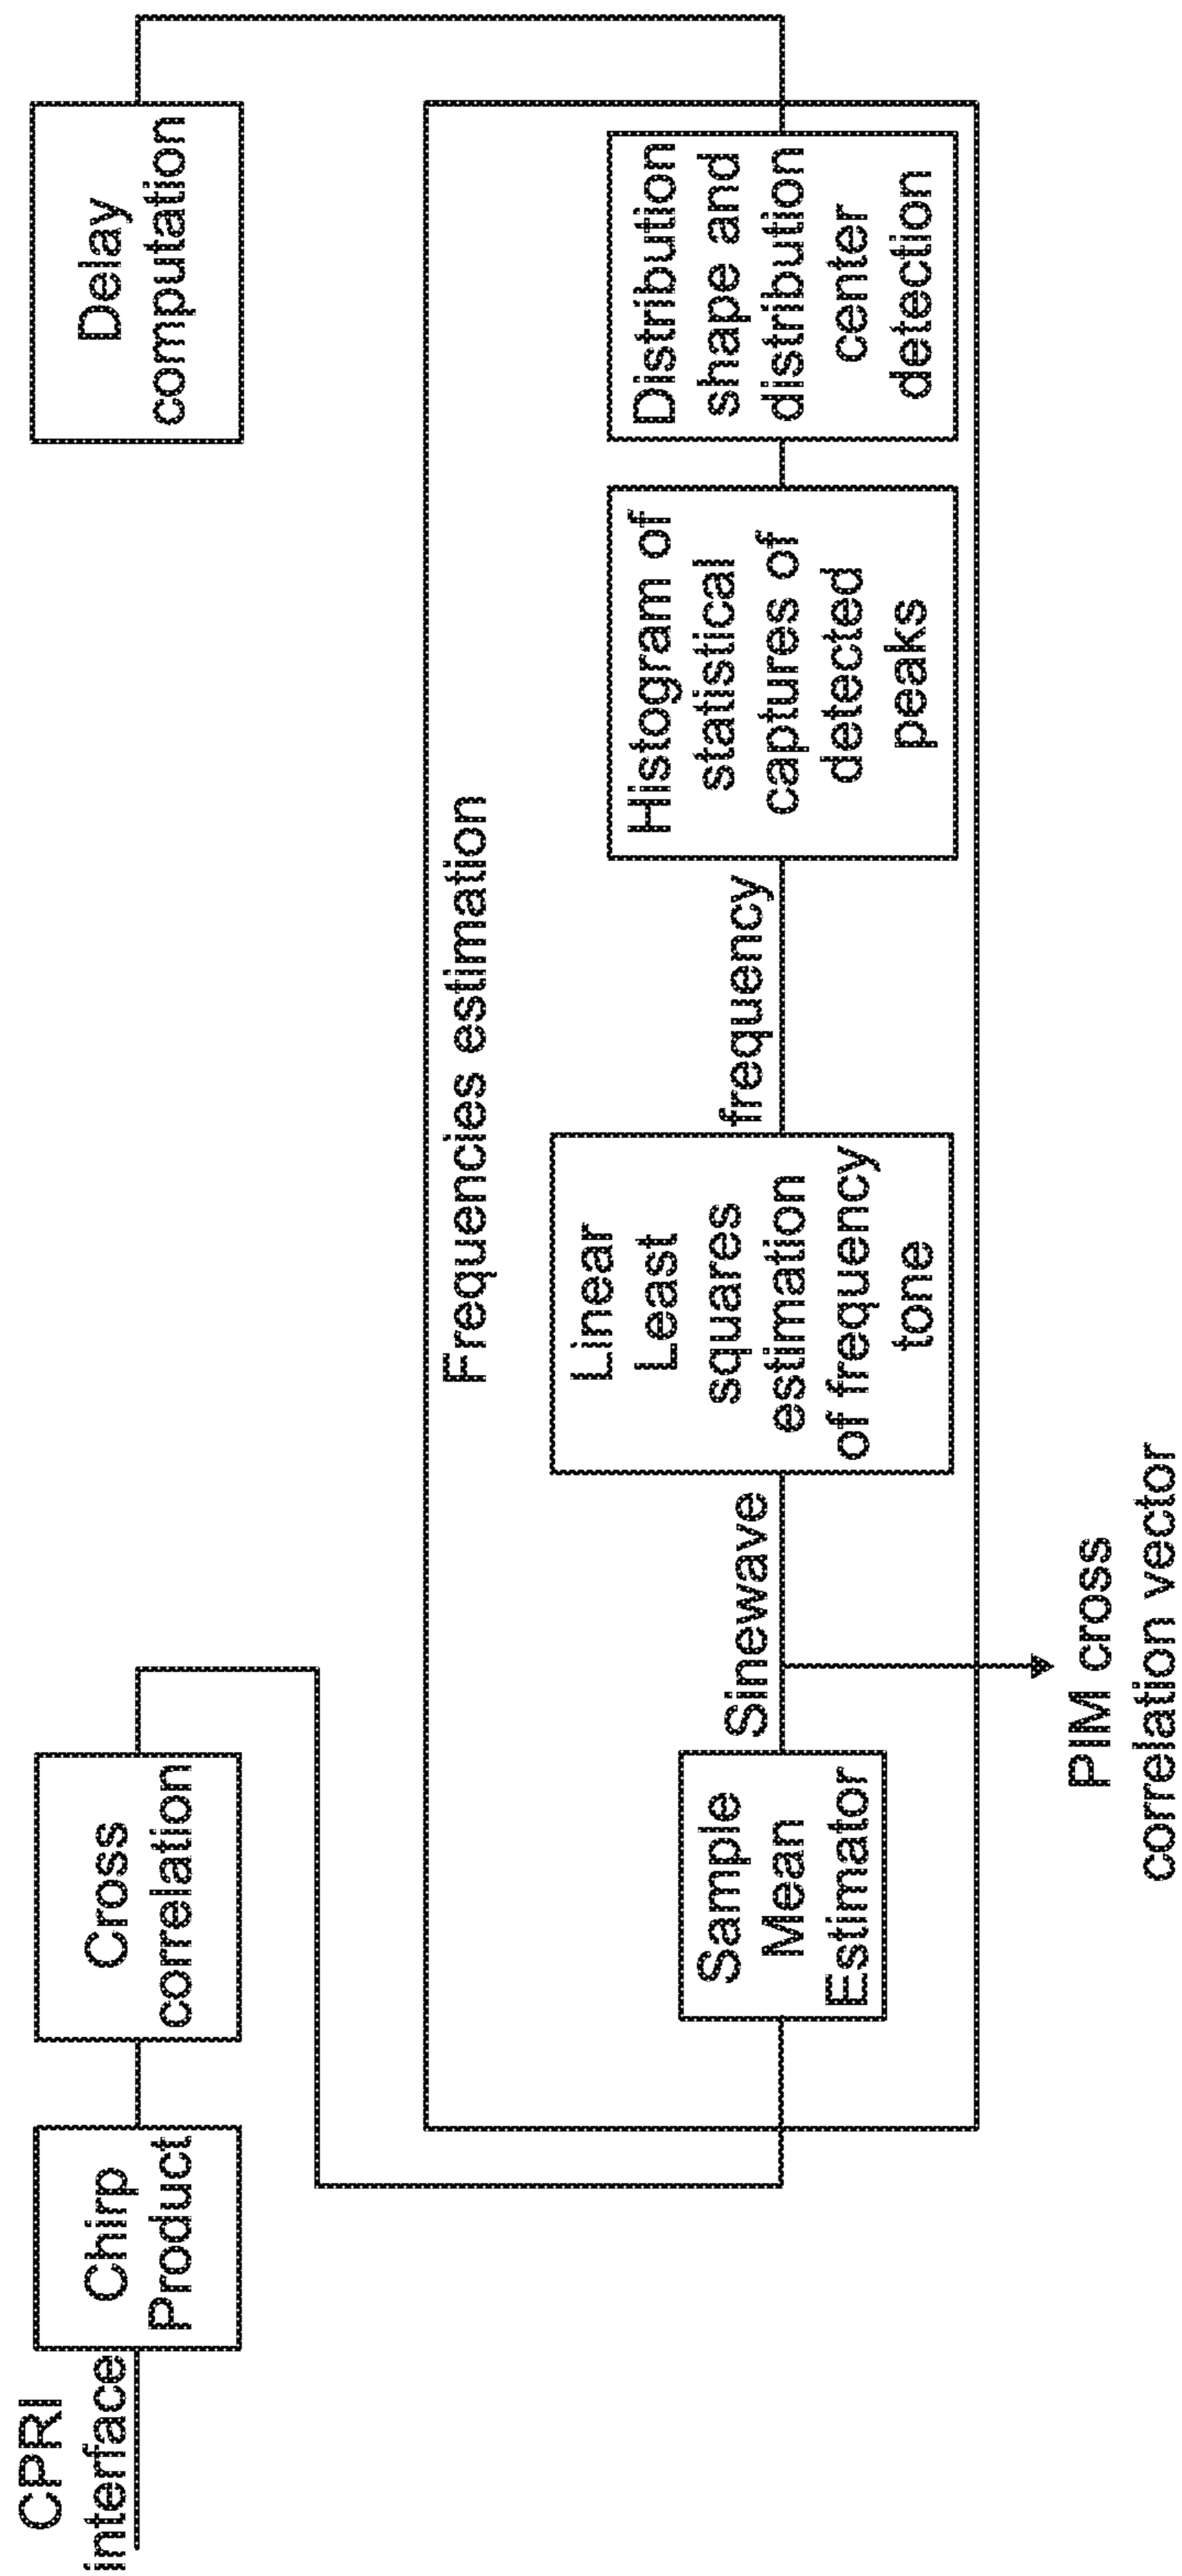 CPRI
interface
Chirp
Product
Cross
correlation
Delay
computation
Frequencies estimation
Sample
Mean
Estimator
Sinewave
Linear
Least
squares
estimation
of frequency
tone
frequency
Histogram of
statistical
captures of
detected
peaks
Distribution
shape and
distribution
center
detection
PIM cross
correlation vector